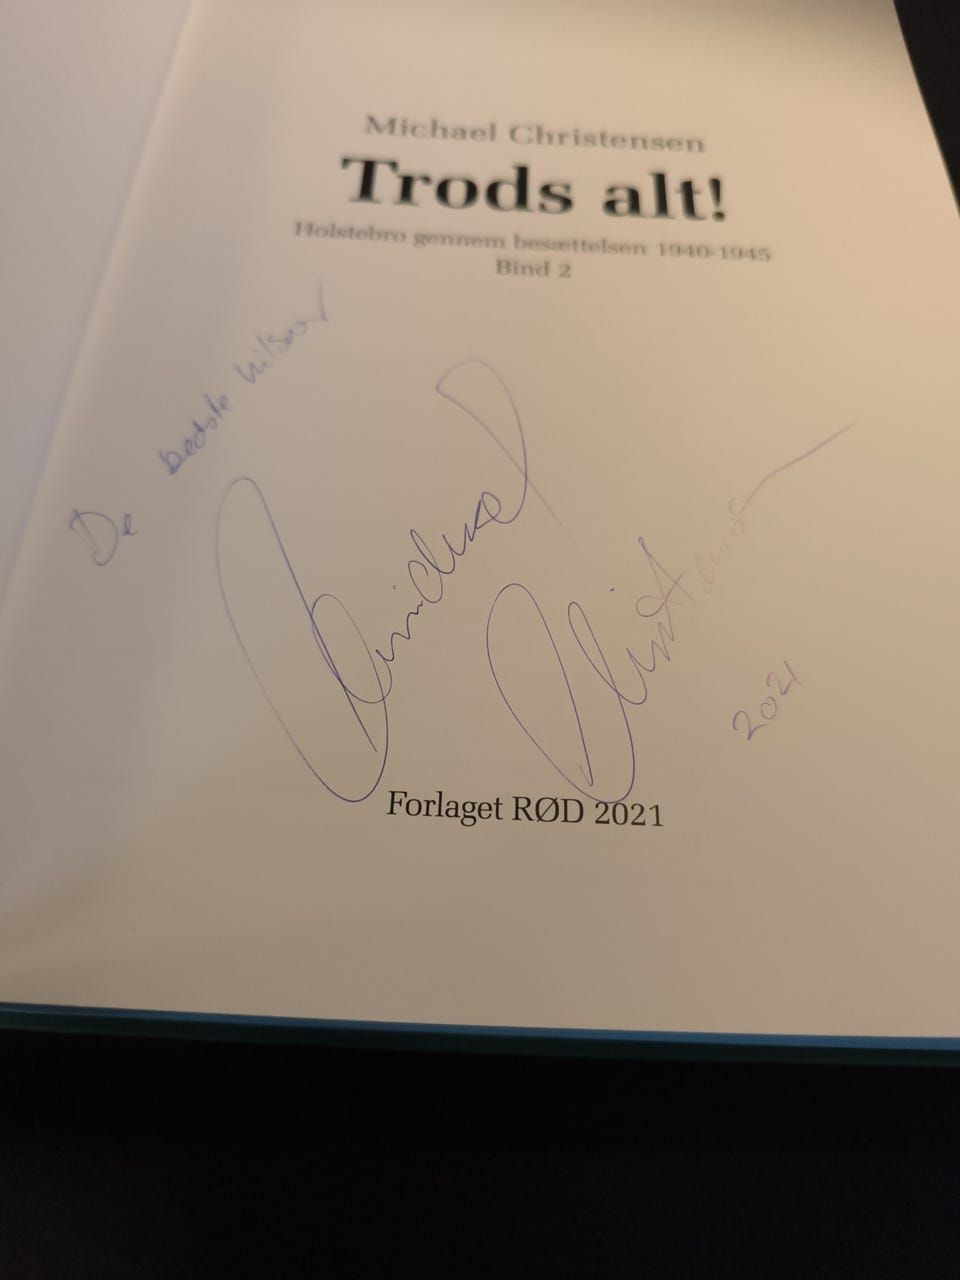 Michael Christensen
Trods alt!
Holstebro gennem besættelsen 1940-1945
Bind 2
De bedste hilsner
Michael Christensen
2021
Forlaget RØD 2021